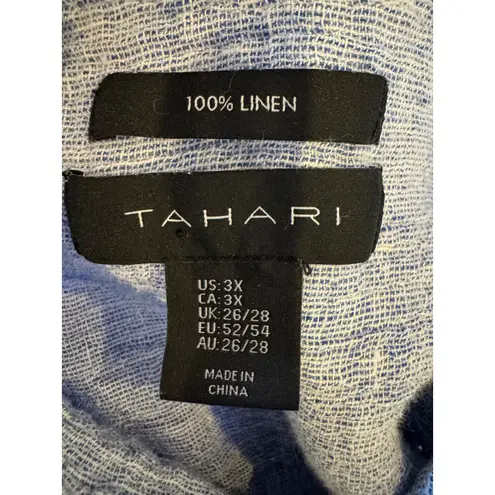 100% LINEN
TAHARI
US: 3X
CA: 3X
UK: 26/28
EU: 52/54
AU: 26/28
MADE IN
CHINA